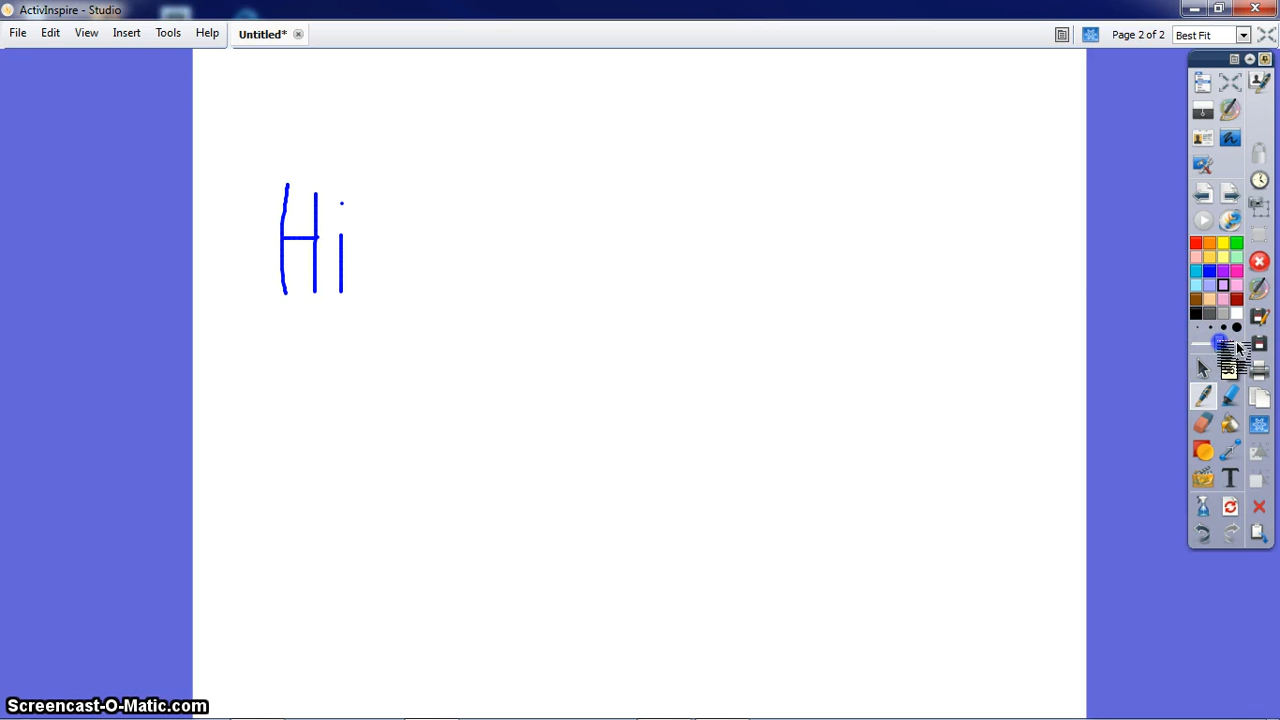 ActivInspire - Studio
File Edit View Insert Tools Help Untitled* Page 2 of 2 Best Fit
Hi
T
Screencast-O-Matic.com